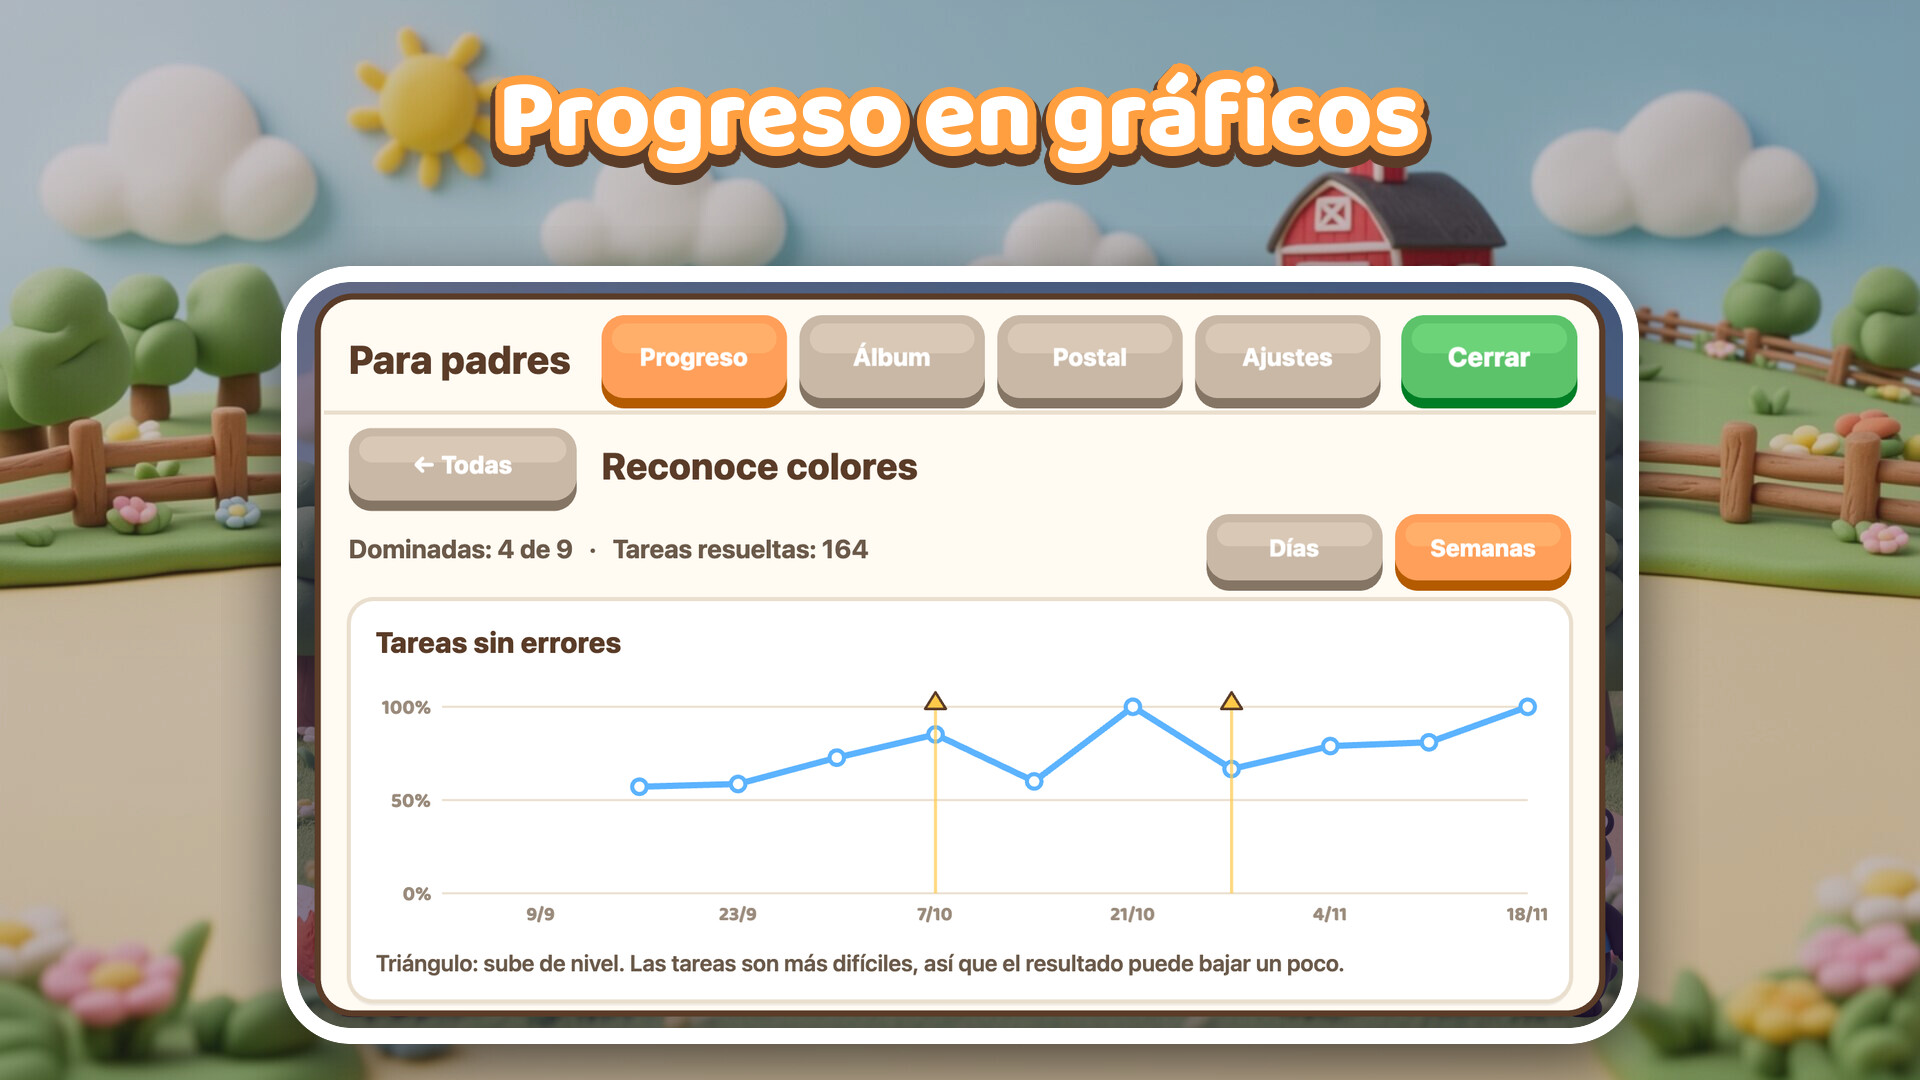 Progreso en gráficos
Para padres
Progreso
Álbum
Postal
Ajustes
Cerrar
← Todas
Reconoce colores
Dominadas: 4 de 9 · Tareas resueltas: 164
Días
Semanas
Tareas sin errores
100%
50%
0%
9/9
23/9
7/10
21/10
4/11
18/11
Triángulo: sube de nivel. Las tareas son más difíciles, así que el resultado puede bajar un poco.